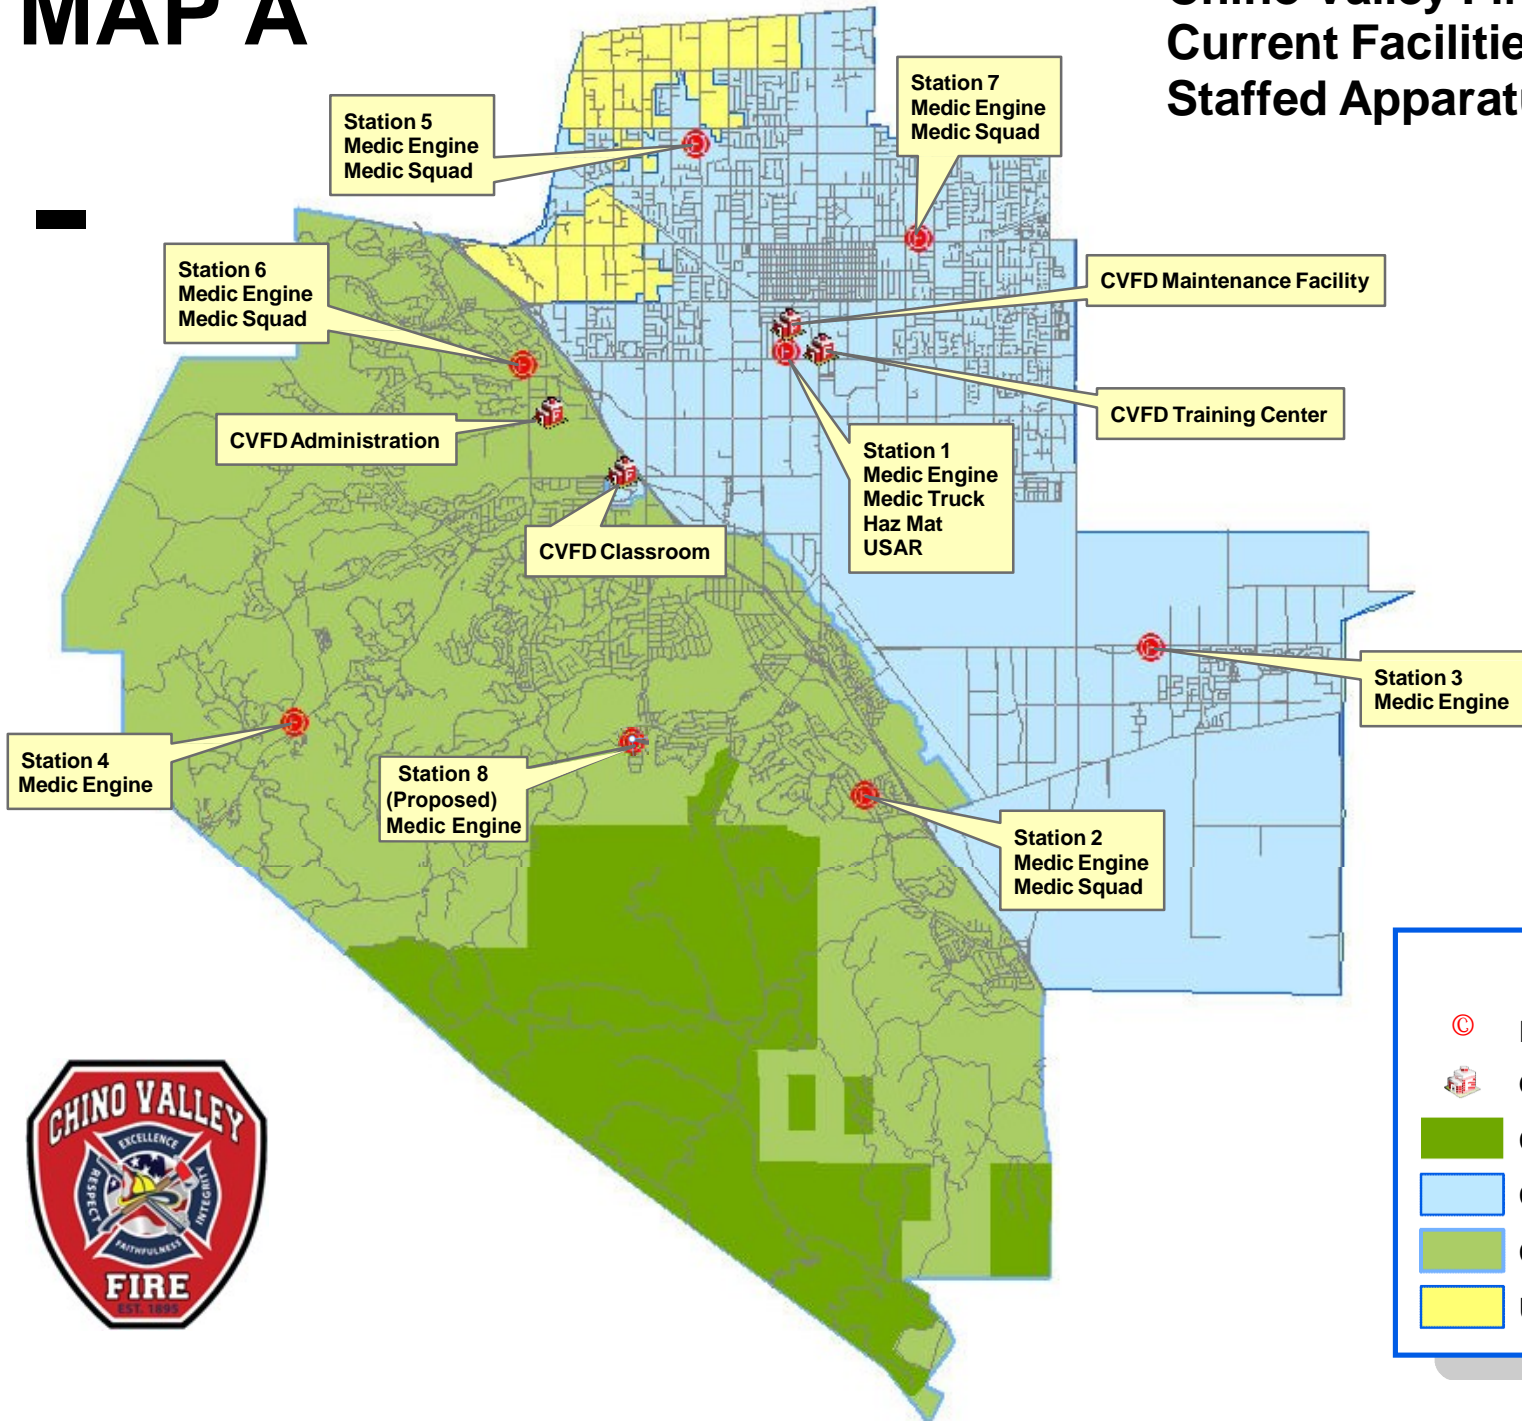 MAP A
Current Facilitie
Staffed Apparatu
Station 7
Medic Engine
Medic Squad
Station 5
Medic Engine
Medic Squad
Station 6
Medic Engine
Medic Squad
CVFD Maintenance Facility
CVFD Administration
CVFD Training Center
Station 1
Medic Engine
Medic Truck
Haz Mat
USAR
CVFD Classroom
Station 3
Medic Engine
Station 4
Medic Engine
Station 8
(Proposed)
Medic Engine
Station 2
Medic Engine
Medic Squad
©
CHINO VALLEY
EXCELLENCE
RESPECT
INTEGRITY
FAITHFULNESS
FIRE
EST. 1895